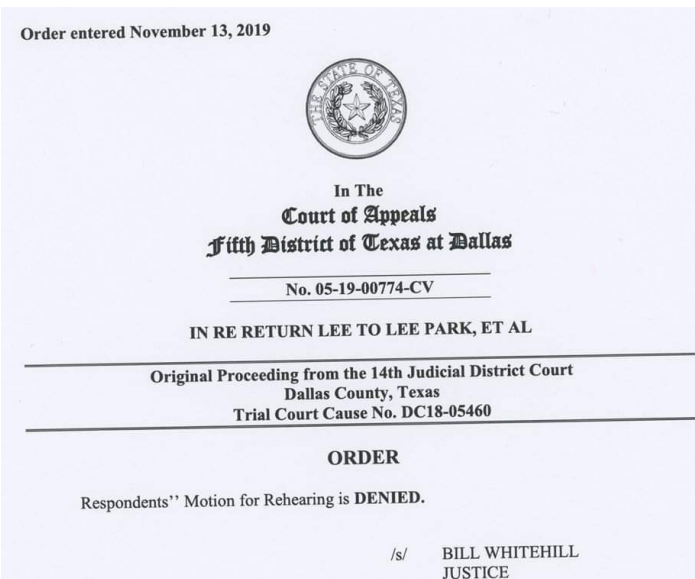 Order entered November 13, 2019
THE STATE OF TEXAS
In The
Court of Appeals
Fifth District of Texas at Dallas
No. 05-19-00774-CV
IN RE RETURN LEE TO LEE PARK, ET AL
Original Proceeding from the 14th Judicial District Court
Dallas County, Texas
Trial Court Cause No. DC18-05460
ORDER
Respondents'' Motion for Rehearing is DENIED.
/s/ BILL WHITEHILL
JUSTICE